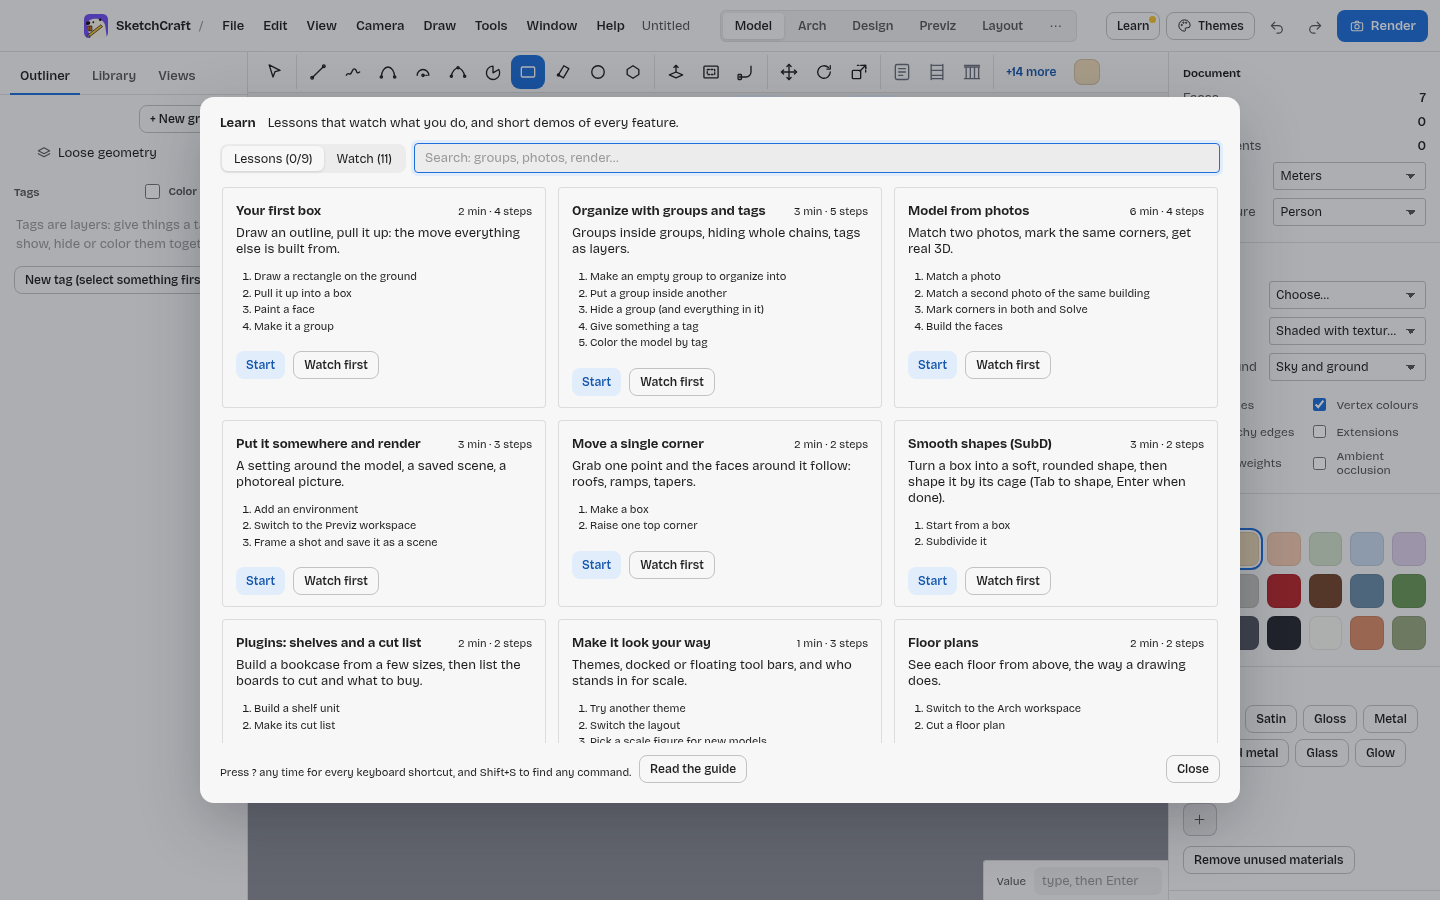 SketchCraft / File Edit View Camera Draw Tools Window Help Untitled Model Arch Design Previz Layout ... Learn Themes Render
Outliner Library Views
+14 more
Document
7
+ New gr
0
Loose geometry
0
Tags Color
Meters
Person
Tags are layers: give things a t
show, hide or color them toget
New tag (select something firs
Learn Lessons that watch what you do, and short demos of every feature.
Lessons (0/9) Watch (11) Search: groups, photos, render...
Your first box 2 min · 4 steps
Draw an outline, pull it up: the move everything
else is built from.
1. Draw a rectangle on the ground
2. Pull it up into a box
3. Paint a face
4. Make it a group
Start Watch first
Organize with groups and tags 3 min · 5 steps
Groups inside groups, hiding whole chains, tags
as layers.
1. Make an empty group to organize into
2. Put a group inside another
3. Hide a group (and everything in it)
4. Give something a tag
5. Color the model by tag
Start Watch first
Model from photos 6 min · 4 steps
Match two photos, mark the same corners, get
real 3D.
1. Match a photo
2. Match a second photo of the same building
3. Mark corners in both and Solve
4. Build the faces
Start Watch first
Put it somewhere and render 3 min · 3 steps
A setting around the model, a saved scene, a
photoreal picture.
1. Add an environment
2. Switch to the Previz workspace
3. Frame a shot and save it as a scene
Start Watch first
Move a single corner 2 min · 2 steps
Grab one point and the faces around it follow:
roofs, ramps, tapers.
1. Make a box
2. Raise one top corner
Start Watch first
Smooth shapes (SubD) 3 min · 2 steps
Turn a box into a soft, rounded shape, then
shape it by its cage (Tab to shape, Enter when
done).
1. Start from a box
2. Subdivide it
Start Watch first
Plugins: shelves and a cut list 2 min · 2 steps
Build a bookcase from a few sizes, then list the
boards to cut and what to buy.
1. Build a shelf unit
2. Make its cut list
Make it look your way 1 min · 3 steps
Themes, docked or floating tool bars, and who
stands in for scale.
1. Try another theme
2. Switch the layout
3. Pick a scale figure for new models
Floor plans 2 min · 2 steps
See each floor from above, the way a drawing
does.
1. Switch to the Arch workspace
2. Cut a floor plan
Press ? any time for every keyboard shortcut, and Shift+S to find any command. Read the guide Close
Choose...
Shaded with textur...
nd Sky and ground
es Vertex colours
hy edges Extensions
weights Ambient
occlusion
Satin Gloss Metal
metal Glass Glow
+
Remove unused materials
Value type, then Enter